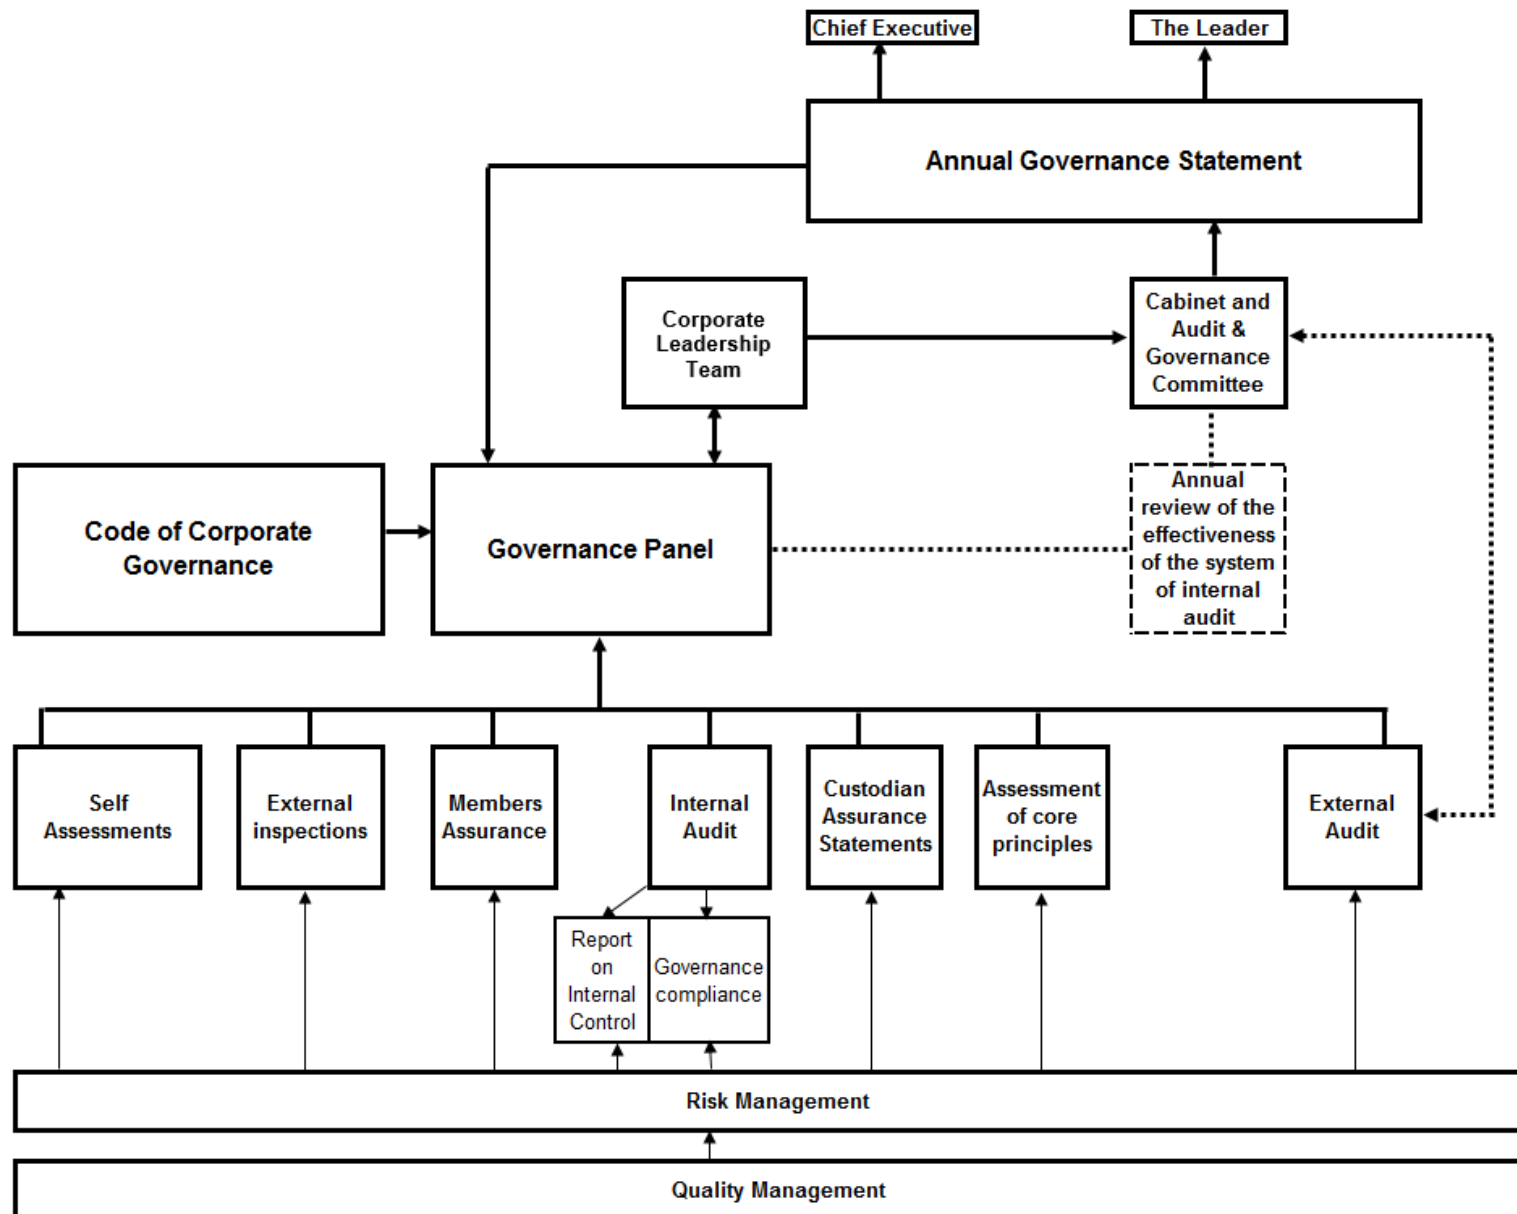 Chief Executive
The Leader
Annual Governance Statement
Corporate
Leadership
Team
Cabinet and
Audit &
Governance
Committee
Code of Corporate
Governance
Governance Panel
Annual
review of the
effectiveness
of the system
of internal
audit
Self
Assessments
External
inspections
Members
Assurance
Internal
Audit
Custodian
Assurance
Statements
Assessment
of core
principles
External
Audit
Report
on
Internal
Control
Governance
compliance
Risk Management
Quality Management